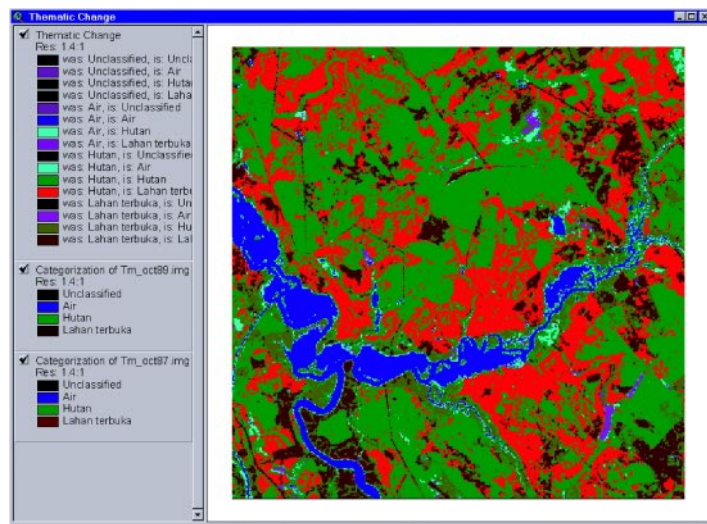 Thematic Change
Thematic Change
Res: 1.4:1
was: Unclassified, is: Uncla
was: Unclassified, is: Air
was: Unclassified, is: Huta
was: Unclassified, is: Laha
was: Air, is: Unclassified
was: Air, is: Air
was: Air, is: Hutan
was: Air, is: Lahan terbuka
was: Hutan, is: Unclassified
was: Hutan, is: Air
was: Hutan, is: Hutan
was: Hutan, is: Lahan terbu
was: Lahan terbuka, is: Un
was: Lahan terbuka, is: Air
was: Lahan terbuka, is: Hu
was: Lahan terbuka, is: Lal
Categorization of Tm_oct89.img
Res: 1.4:1
Unclassified
Air
Hutan
Lahan terbuka
Categorization of Tm_oct87.img
Res: 1.4:1
Unclassified
Air
Hutan
Lahan terbuka